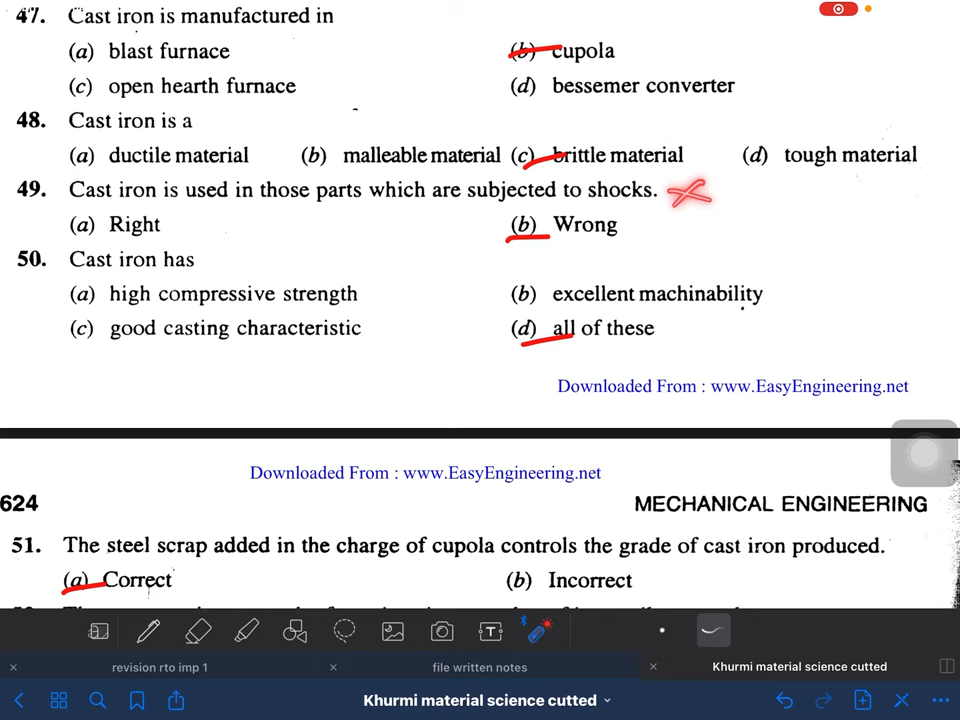 47. Cast iron is manufactured in
(a) blast furnace (b) cupola
(c) open hearth furnace (d) bessemer converter
48. Cast iron is a
(a) ductile material (b) malleable material (c) brittle material (d) tough material
49. Cast iron is used in those parts which are subjected to shocks.
(a) Right (b) Wrong
50. Cast iron has
(a) high compressive strength (b) excellent machinability
(c) good casting characteristic (d) all of these
Downloaded From : www.EasyEngineering.net
Downloaded From : www.EasyEngineering.net
624 MECHANICAL ENGINEERING
51. The steel scrap added in the charge of cupola controls the grade of cast iron produced.
(a) Correct (b) Incorrect
revision rto imp 1 file written notes Khurmi material science cutted
Khurmi material science cutted